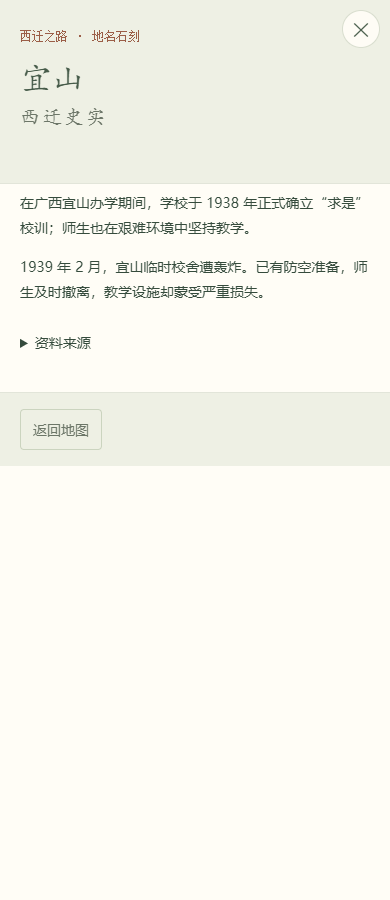 西迁之路 · 地名石刻
宜山
西迁史实
在广西宜山办学期间，学校于 1938 年正式确立“求是”
校训；师生也在艰难环境中坚持教学。
1939 年 2 月，宜山临时校舍遭轰炸。已有防空准备，师
生及时撤离，教学设施却蒙受严重损失。
▶ 资料来源
返回地图